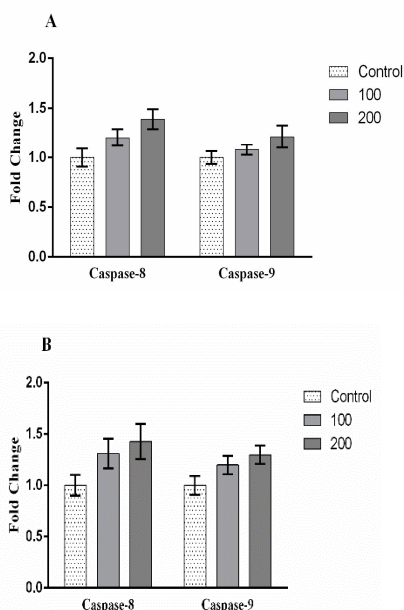 A
2.0
1.5
1.0
0.5
0.0
Fold Change
Caspase-8 Caspase-9
Control
100
200
B
2.0
1.5
1.0
0.5
0.0
Fold Change
Caspase-8 Caspase-9
Control
100
200